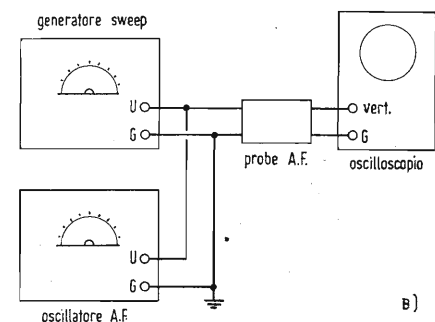 generatore sweep
U
G
vert.
G
probe A.F.
oscilloscopio
U
G
oscillatore A.F.
B)